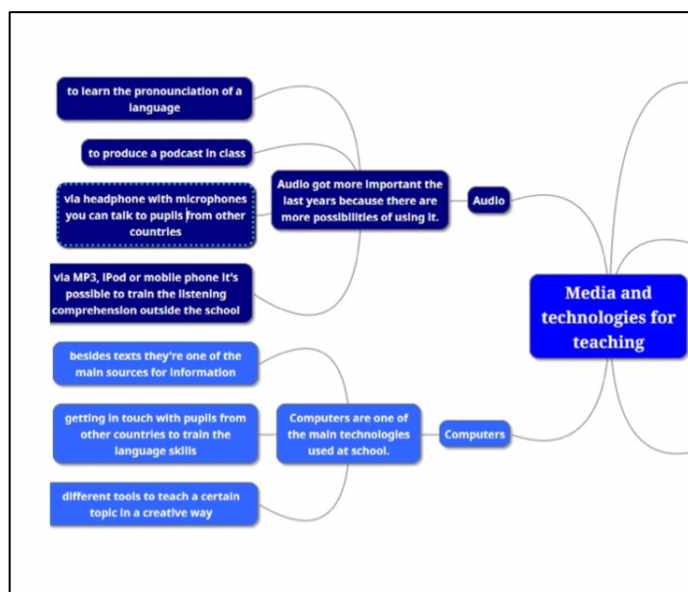 to learn the pronounciation of a
language
to produce a podcast in class
via headphone with microphones
you can talk to pupils from other
countries
via MP3, iPod or mobile phone it's
possible to train the listening
comprehension outside the school
Audio got more important the
last years because there are
more possibilities of using it.
Audio
besides texts they're one of the
main sources for information
getting in touch with pupils from
other countries to train the
language skills
different tools to teach a certain
topic in a creative way
Computers are one of
the main technologies
used at school.
Computers
Media and
technologies for
teaching